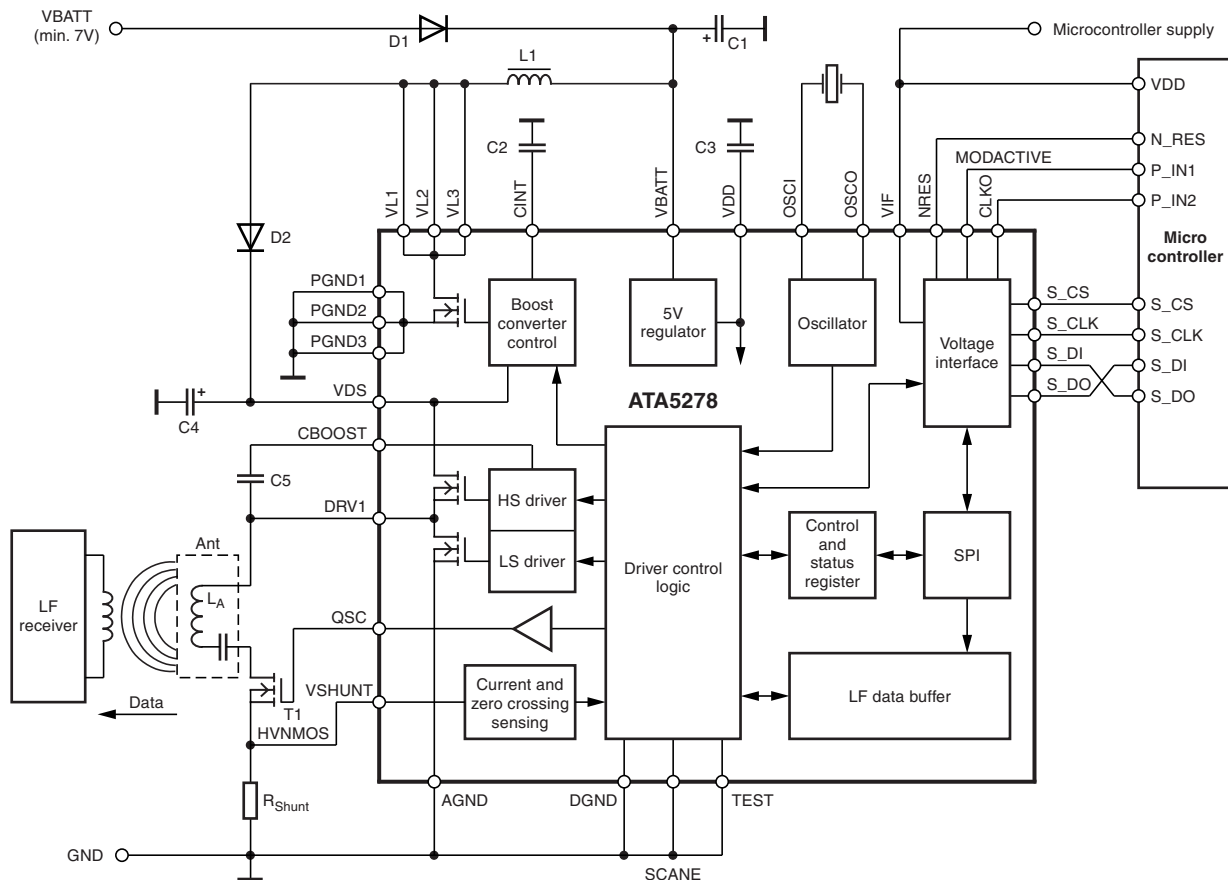 VBATT
(min. 7V)
D1
C1
Microcontroller supply
L1
C2
C3
VL1
VL2
VL3
CINT
VBATT
VDD
OSCI
OSCO
VIF
NRES
MODACTIVE
CLKO
VDD
N_RES
P_IN1
P_IN2
Micro
controller
D2
PGND1
PGND2
PGND3
Boost
converter
control
5V
regulator
Oscillator
Voltage
interface
S_CS
S_CLK
S_DI
S_DO
S_CS
S_CLK
S_DI
S_DO
VDS
C4
ATA5278
CBOOST
C5
DRV1
HS driver
LS driver
Driver control
logic
Control
and
status
register
SPI
LF data buffer
Ant
LA
LF
receiver
QSC
VSHUNT
Current and
zero crossing
sensing
T1
Data
HVNMOS
RShunt
AGND
DGND
TEST
GND
SCANE